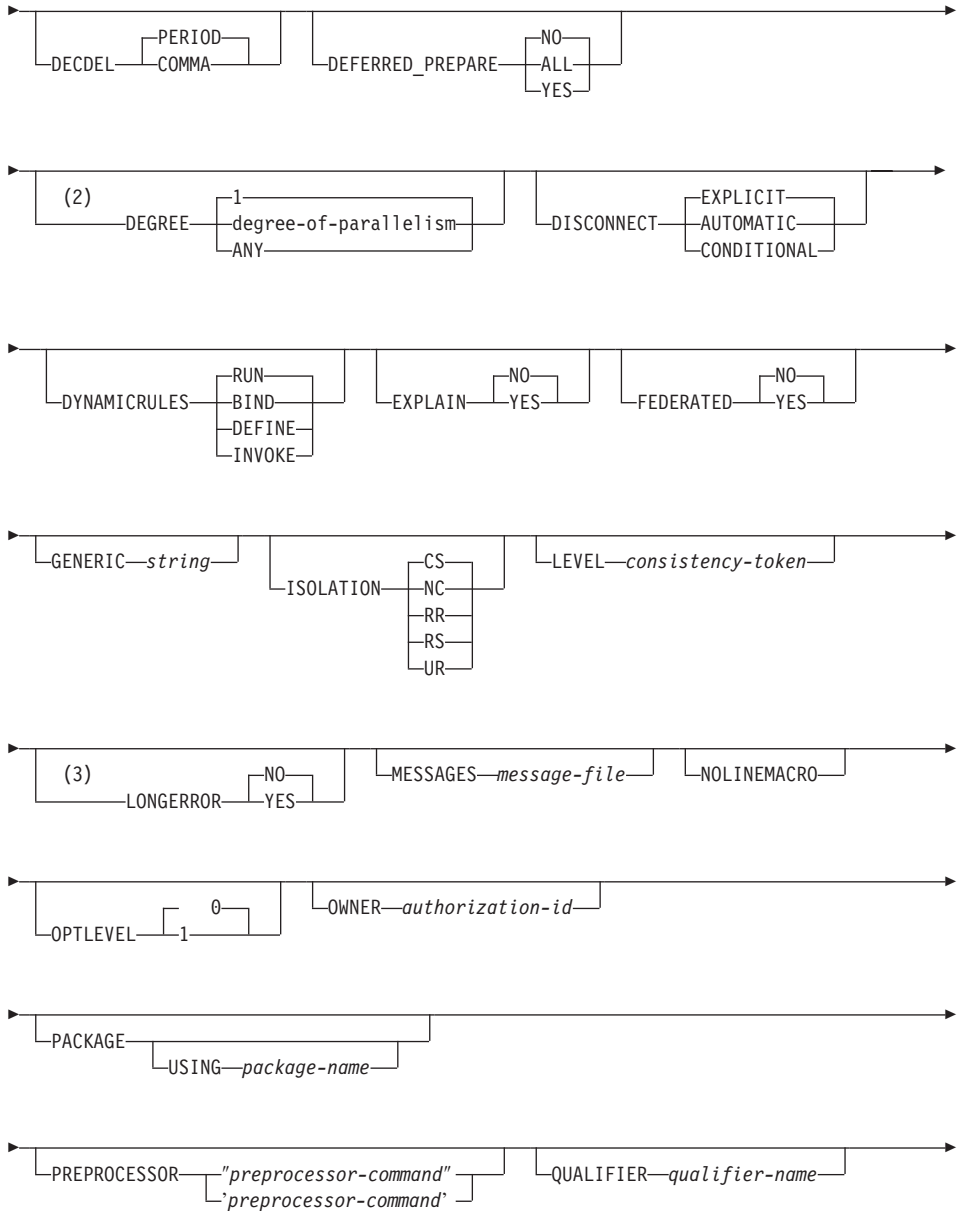 PERIOD NO
DECDEL COMMA DEFERRED_PREPARE ALL
YES
(2) 1 EXPLICIT
DEGREE degree-of-parallelism DISCONNECT AUTOMATIC
ANY CONDITIONAL
RUN NO NO
DYNAMICRULES BIND EXPLAIN YES FEDERATED YES
DEFINE
INVOKE
GENERIC string CS LEVEL consistency-token
ISOLATION NC
RR
RS
UR
(3) NO MESSAGES message-file NOLINEMACRO
LONGERROR YES
0 OWNER authorization-id
OPTLEVEL 1
PACKAGE
USING package-name
PREPROCESSOR "preprocessor-command" QUALIFIER qualifier-name
'preprocessor-command'